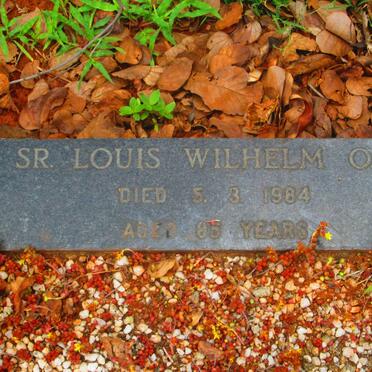 SR. LOUIS WILHELM O
DIED 5. 3. 1984
AGED 85 YEARS